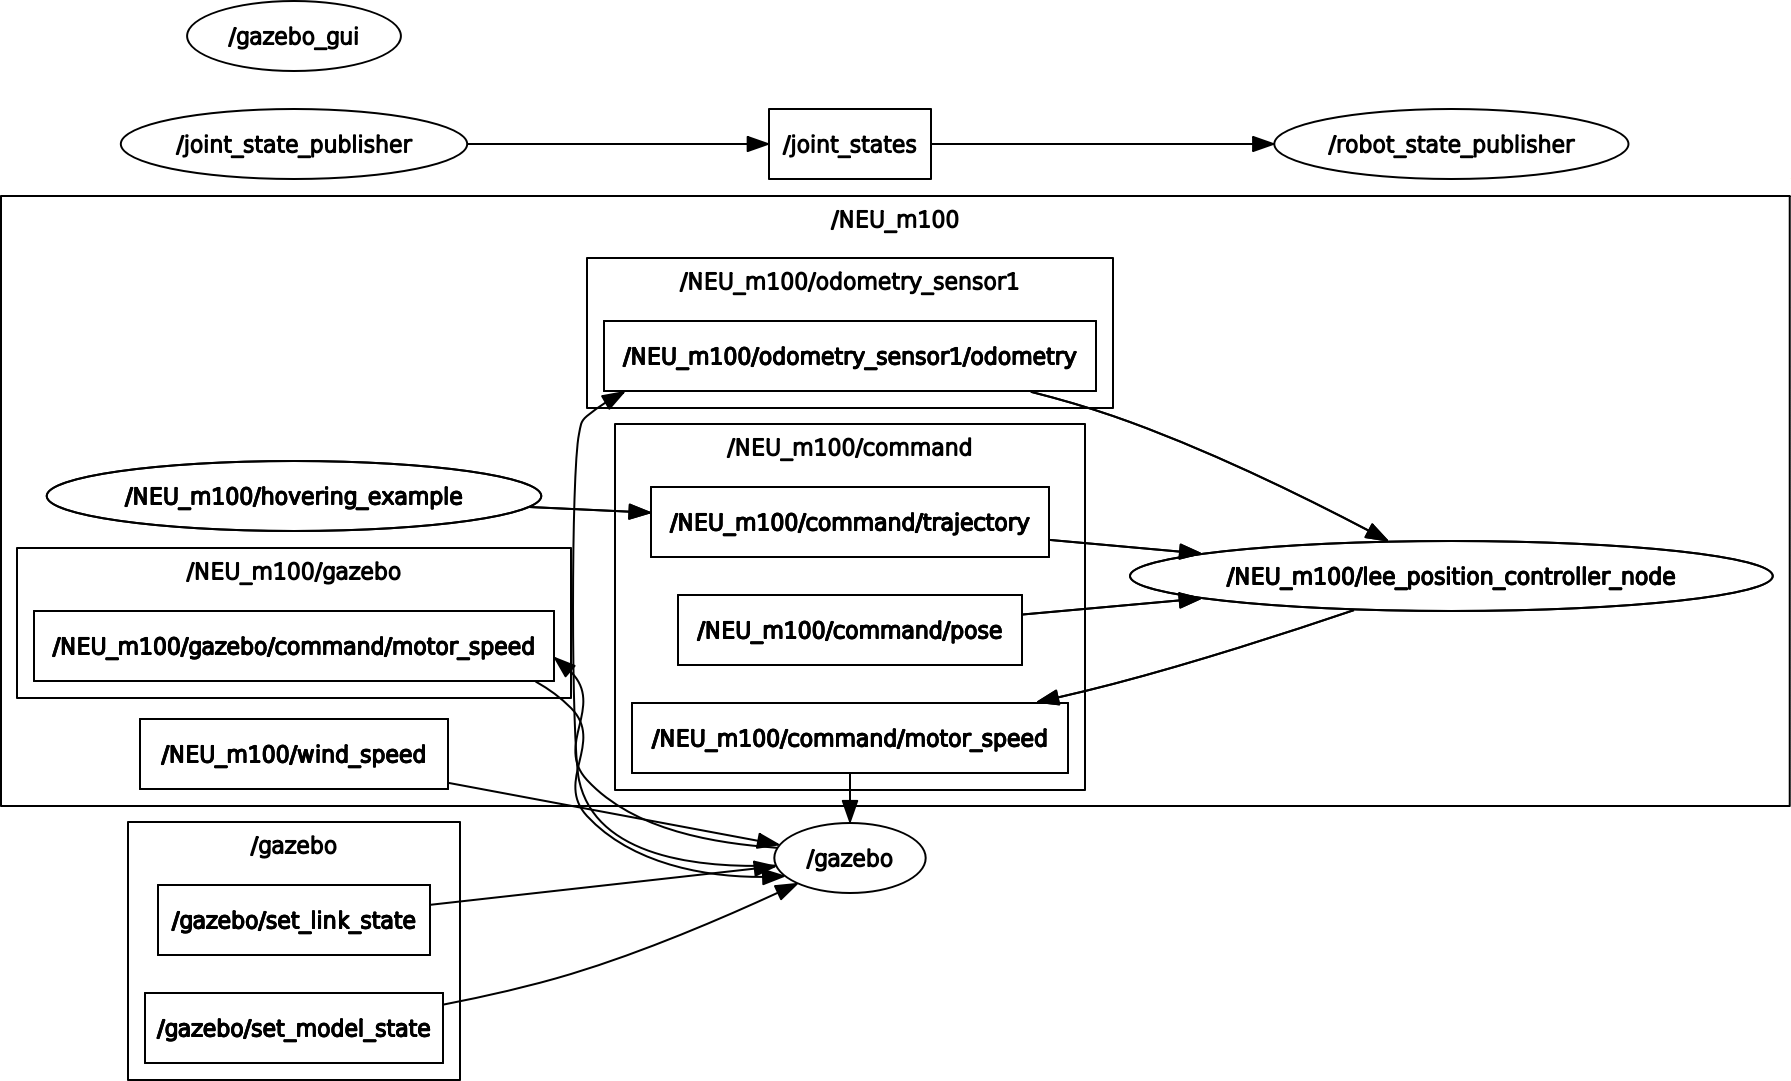 /gazebo_gui
/joint_state_publisher
/joint_states
/robot_state_publisher
/NEU_m100
/NEU_m100/odometry_sensor1
/NEU_m100/odometry_sensor1/odometry
/NEU_m100/command
/NEU_m100/hovering_example
/NEU_m100/command/trajectory
/NEU_m100/gazebo
/NEU_m100/lee_position_controller_node
/NEU_m100/command/pose
/NEU_m100/gazebo/command/motor_speed
/NEU_m100/command/motor_speed
/NEU_m100/wind_speed
/gazebo
/gazebo
/gazebo/set_link_state
/gazebo/set_model_state